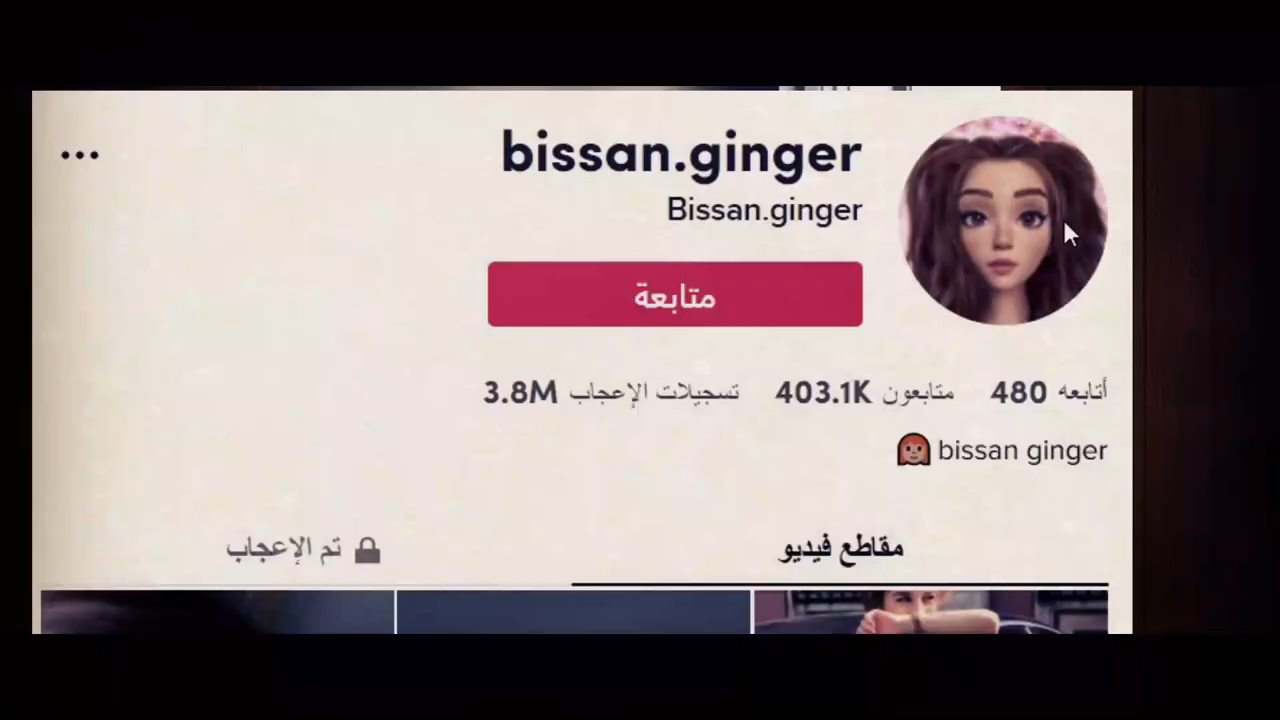 bissan.ginger
Bissan.ginger
متابعة
أتابعه 480 متابعون 403.1K تسجيلات الإعجاب 3.8M
bissan ginger
مقاطع فيديو تم الإعجاب